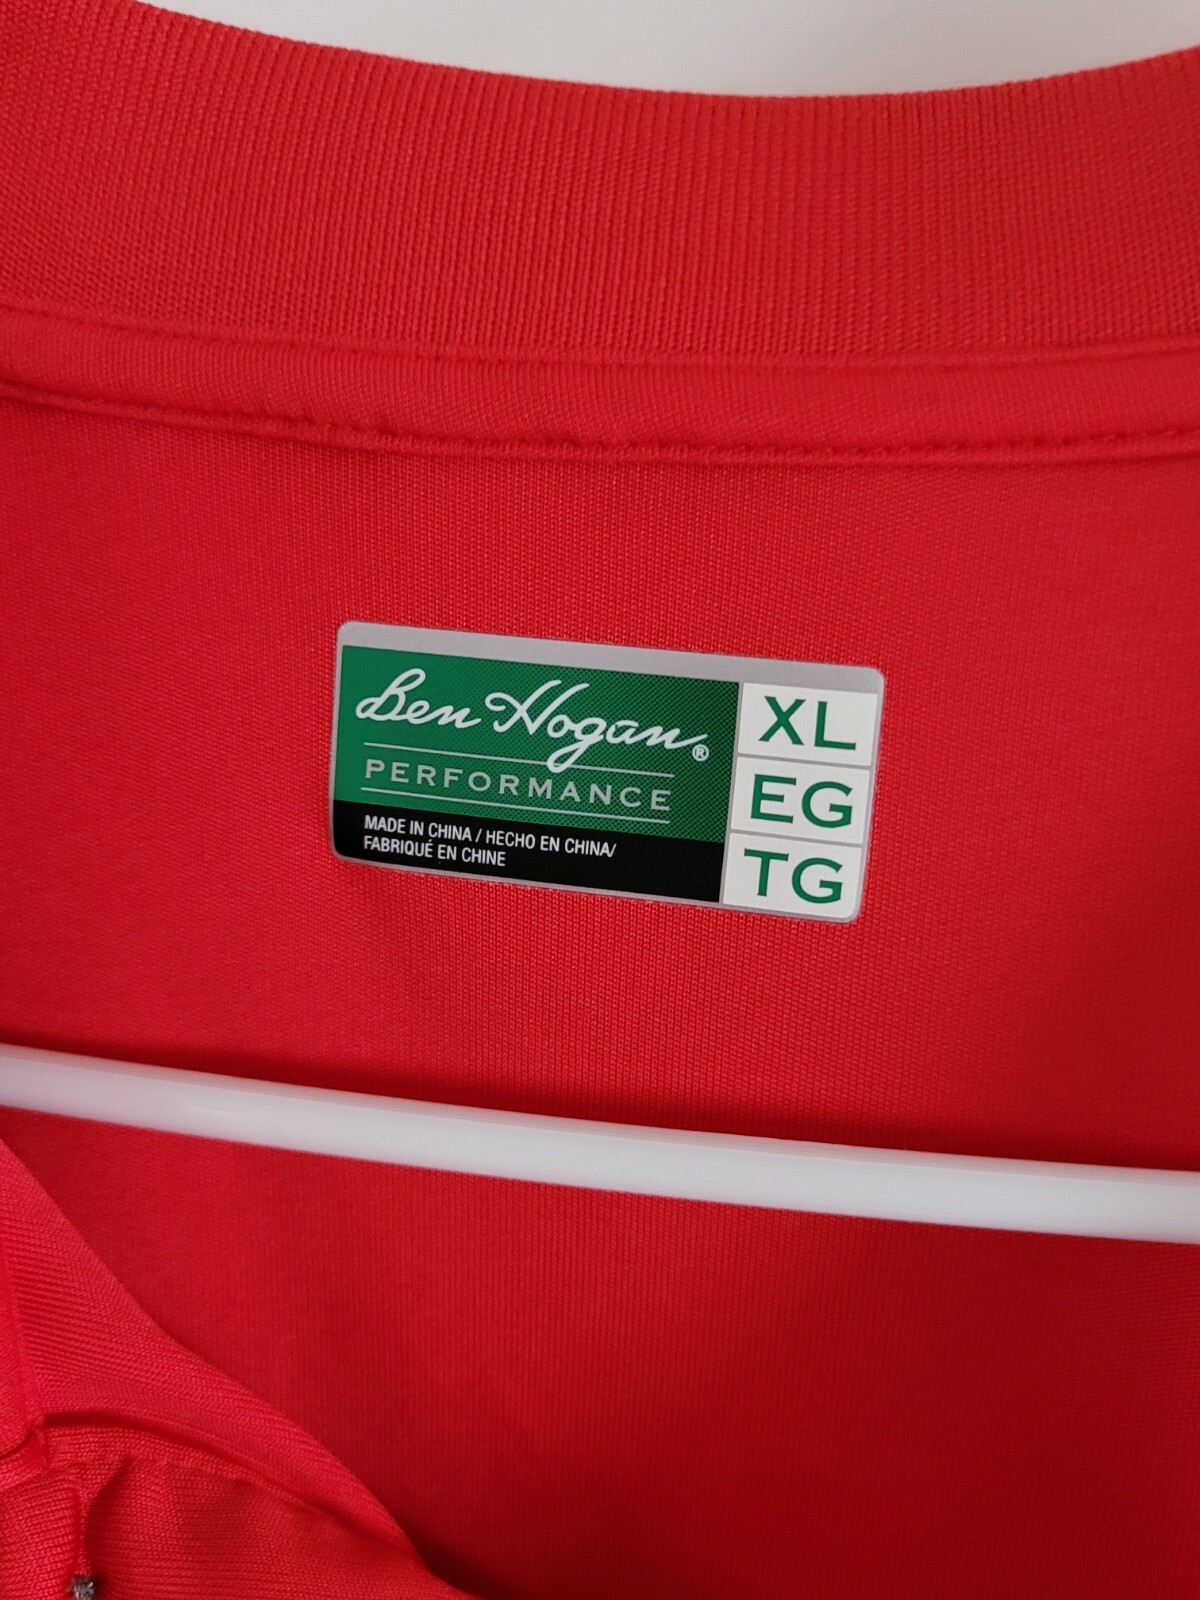 Ben Hogan®
PERFORMANCE
MADE IN CHINA / HECHO EN CHINA/
FABRIQUÉ EN CHINE
XL
EG
TG